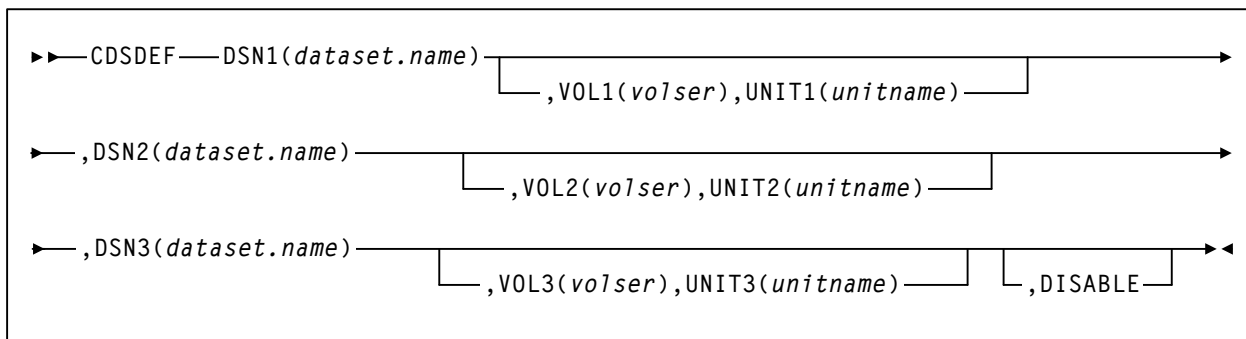 CDSDEF DSN1(dataset.name)
,VOL1(volser),UNIT1(unitname)
,DSN2(dataset.name)
,VOL2(volser),UNIT2(unitname)
,DSN3(dataset.name)
,VOL3(volser),UNIT3(unitname) ,DISABLE